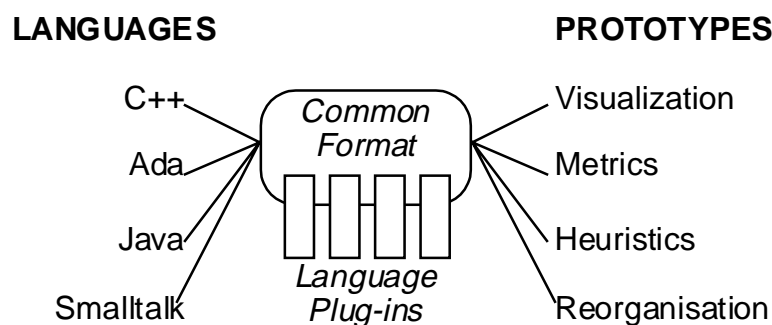 LANGUAGES
PROTOTYPES
C++
Ada
Java
Smalltalk
Common
Format
Language
Plug-ins
Visualization
Metrics
Heuristics
Reorganisation